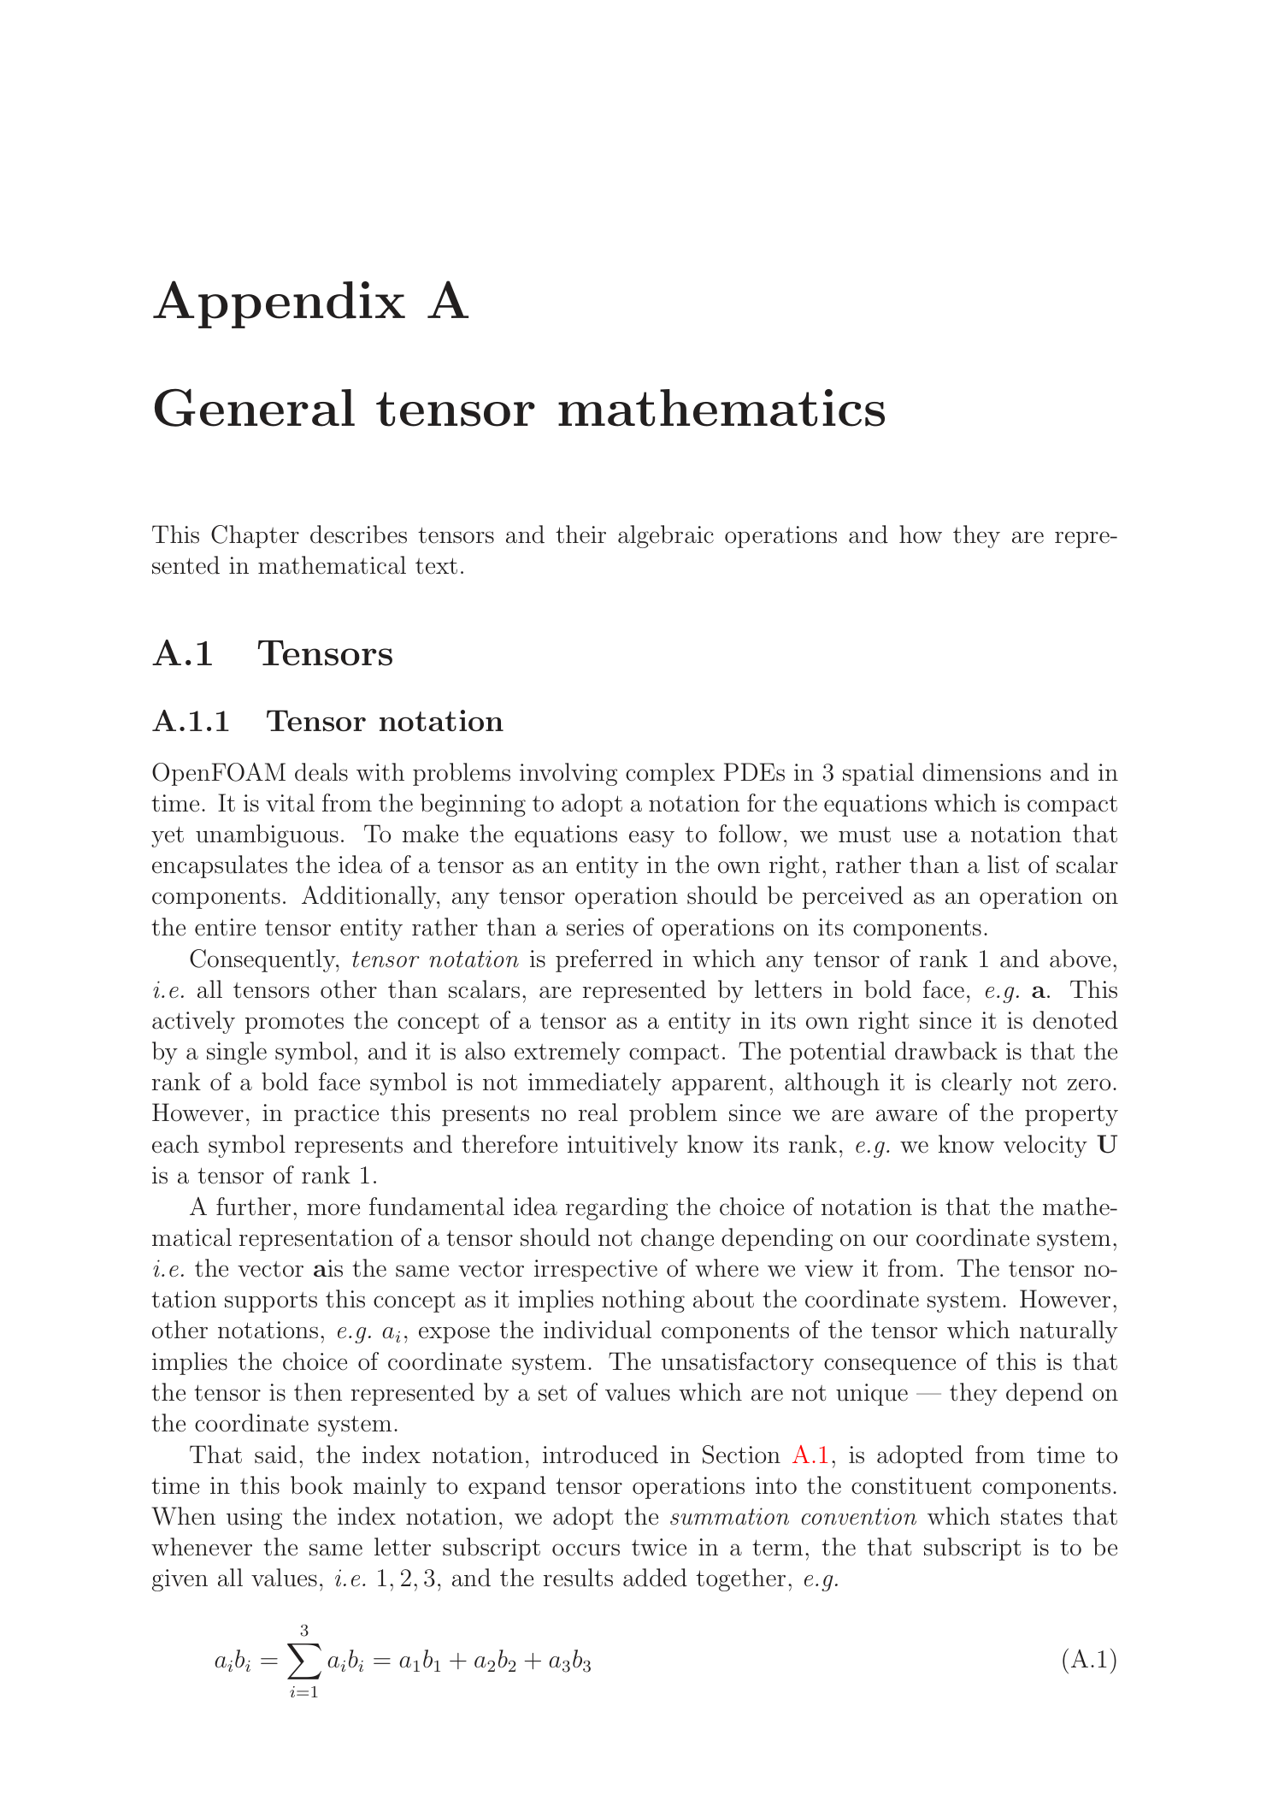 Appendix A
General tensor mathematics
This Chapter describes tensors and their algebraic operations and how they are repre-
sented in mathematical text.
A.1 Tensors
A.1.1 Tensor notation
OpenFOAM deals with problems involving complex PDEs in 3 spatial dimensions and in
time. It is vital from the beginning to adopt a notation for the equations which is compact
yet unambiguous. To make the equations easy to follow, we must use a notation that
encapsulates the idea of a tensor as an entity in the own right, rather than a list of scalar
components. Additionally, any tensor operation should be perceived as an operation on
the entire tensor entity rather than a series of operations on its components.
Consequently, tensor notation is preferred in which any tensor of rank 1 and above,
i.e. all tensors other than scalars, are represented by letters in bold face, e.g. a. This
actively promotes the concept of a tensor as a entity in its own right since it is denoted
by a single symbol, and it is also extremely compact. The potential drawback is that the
rank of a bold face symbol is not immediately apparent, although it is clearly not zero.
However, in practice this presents no real problem since we are aware of the property
each symbol represents and therefore intuitively know its rank, e.g. we know velocity U
is a tensor of rank 1.
A further, more fundamental idea regarding the choice of notation is that the mathe-
matical representation of a tensor should not change depending on our coordinate system,
i.e. the vector ais the same vector irrespective of where we view it from. The tensor no-
tation supports this concept as it implies nothing about the coordinate system. However,
other notations, e.g. a_i, expose the individual components of the tensor which naturally
implies the choice of coordinate system. The unsatisfactory consequence of this is that
the tensor is then represented by a set of values which are not unique — they depend on
the coordinate system.
That said, the index notation, introduced in Section A.1, is adopted from time to
time in this book mainly to expand tensor operations into the constituent components.
When using the index notation, we adopt the summation convention which states that
whenever the same letter subscript occurs twice in a term, the that subscript is to be
given all values, i.e. 1, 2, 3, and the results added together, e.g.
a_i b_i = ∑_{i=1}^{3} a_i b_i = a_1 b_1 + a_2 b_2 + a_3 b_3 (A.1)